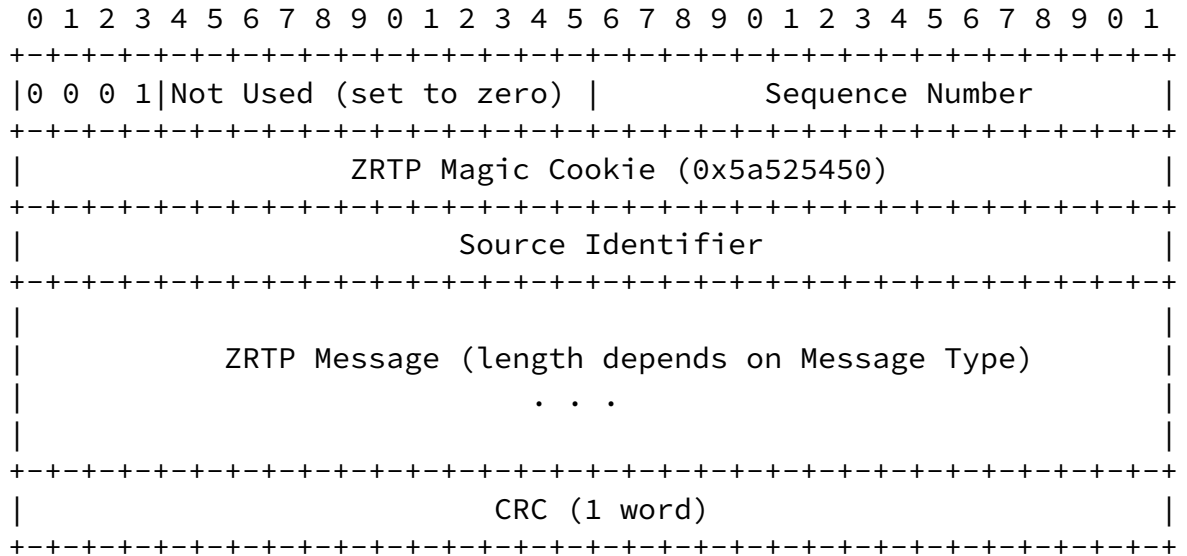 0 1 2 3 4 5 6 7 8 9 0 1 2 3 4 5 6 7 8 9 0 1 2 3 4 5 6 7 8 9 0 1
+-+-+-+-+-+-+-+-+-+-+-+-+-+-+-+-+-+-+-+-+-+-+-+-+-+-+-+-+-+-+-+-+
|0 0 0 1|Not Used (set to zero) |         Sequence Number       |
+-+-+-+-+-+-+-+-+-+-+-+-+-+-+-+-+-+-+-+-+-+-+-+-+-+-+-+-+-+-+-+-+
|                  ZRTP Magic Cookie (0x5a525450)               |
+-+-+-+-+-+-+-+-+-+-+-+-+-+-+-+-+-+-+-+-+-+-+-+-+-+-+-+-+-+-+-+-+
|                        Source Identifier                      |
+-+-+-+-+-+-+-+-+-+-+-+-+-+-+-+-+-+-+-+-+-+-+-+-+-+-+-+-+-+-+-+-+
|                                                               |
|           ZRTP Message (length depends on Message Type)       |
|                            . . .                              |
|                                                               |
+-+-+-+-+-+-+-+-+-+-+-+-+-+-+-+-+-+-+-+-+-+-+-+-+-+-+-+-+-+-+-+-+
|                          CRC (1 word)                         |
+-+-+-+-+-+-+-+-+-+-+-+-+-+-+-+-+-+-+-+-+-+-+-+-+-+-+-+-+-+-+-+-+